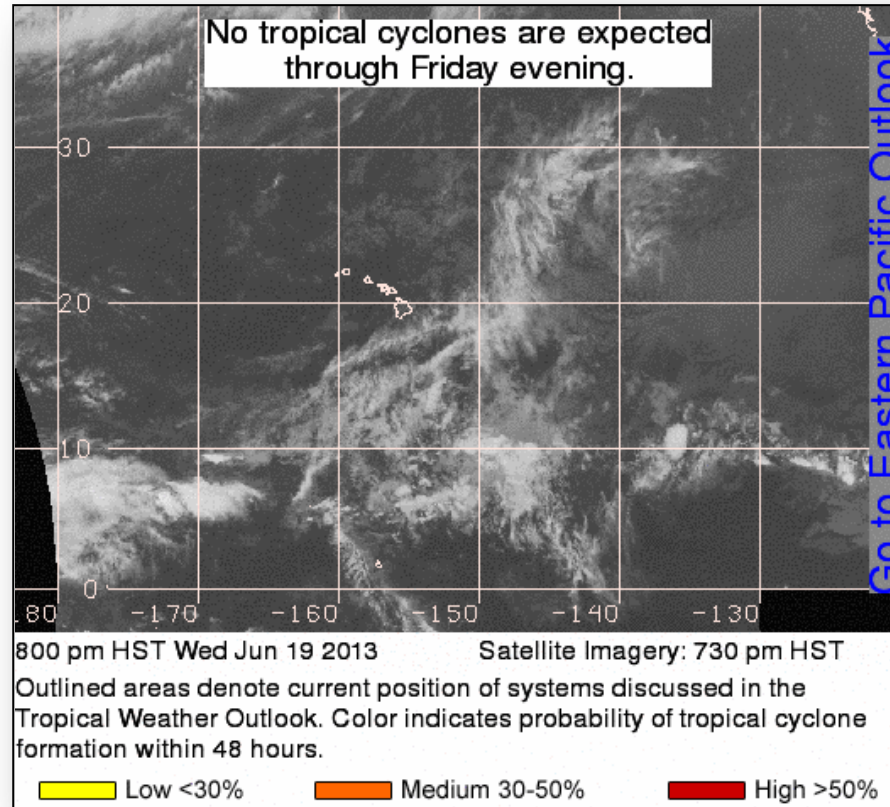 No tropical cyclones are expected
through Friday evening.
Go to Eastern Pacific Outlook
30
20
10
0
180 -170 -160 -150 -140 -130
800 pm HST Wed Jun 19 2013 Satellite Imagery: 730 pm HST
Outlined areas denote current position of systems discussed in the
Tropical Weather Outlook. Color indicates probability of tropical cyclone
formation within 48 hours.
Low <30% Medium 30-50% High >50%